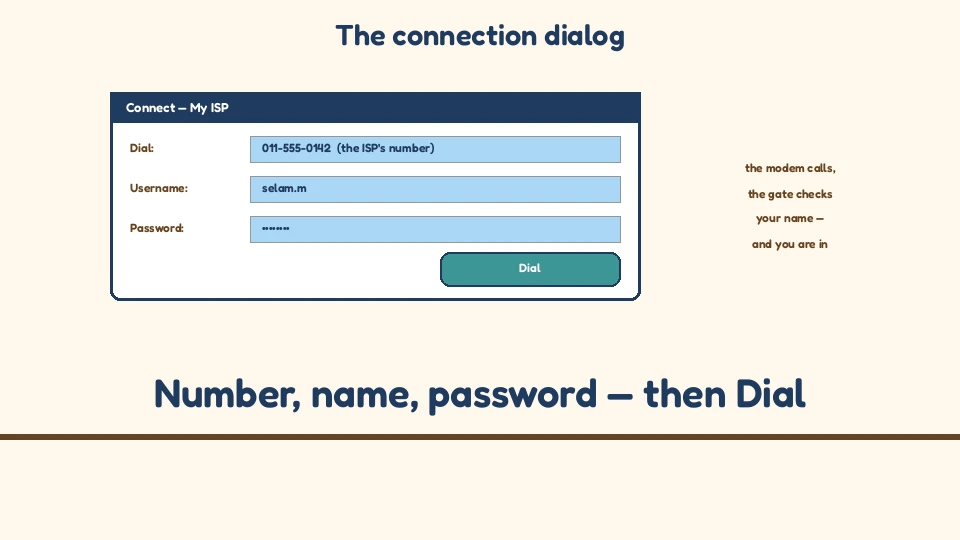 The connection dialog
Connect – My ISP
Dial:
011-555-0142 (the ISP's number)
Username:
selam.m
Password:
••••••••
Dial
the modem calls,
the gate checks
your name –
and you are in
Number, name, password – then Dial